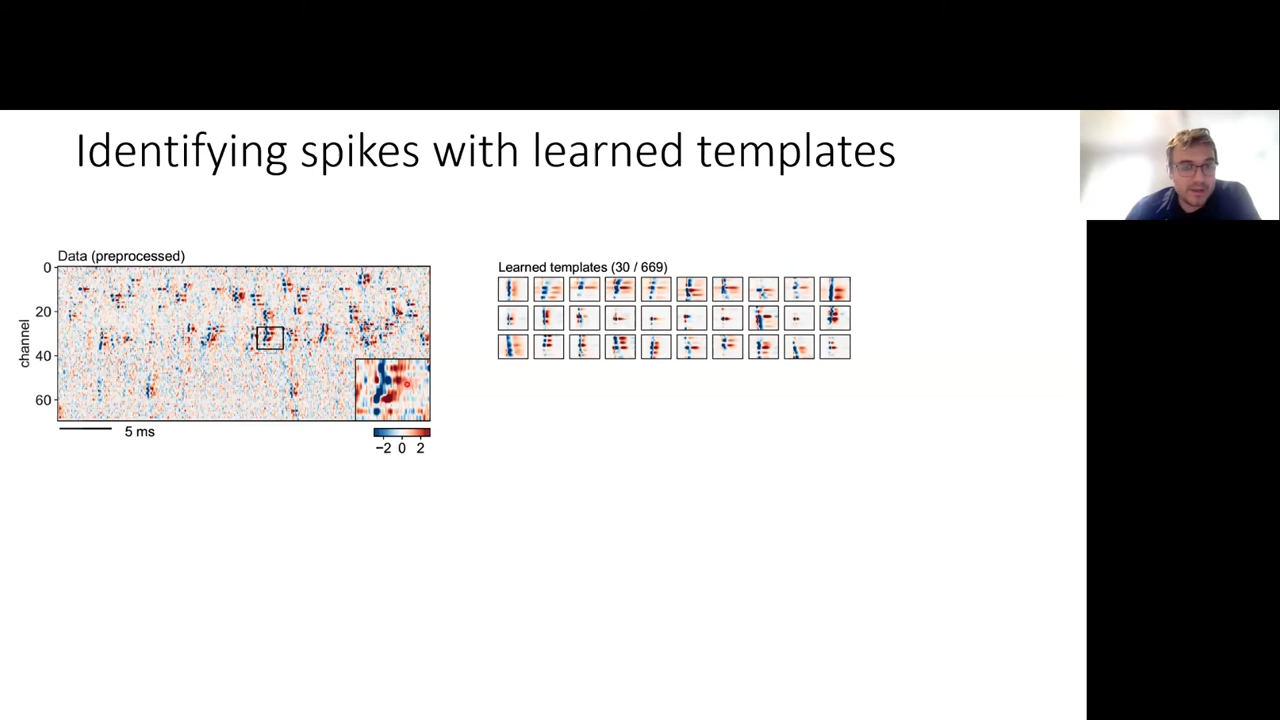 Identifying spikes with learned templates
Data (preprocessed)
0
20
40
60
channel
5 ms
−2 0 2
Learned templates (30 / 669)